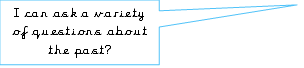 I can ask a variety
of questions about
the past?